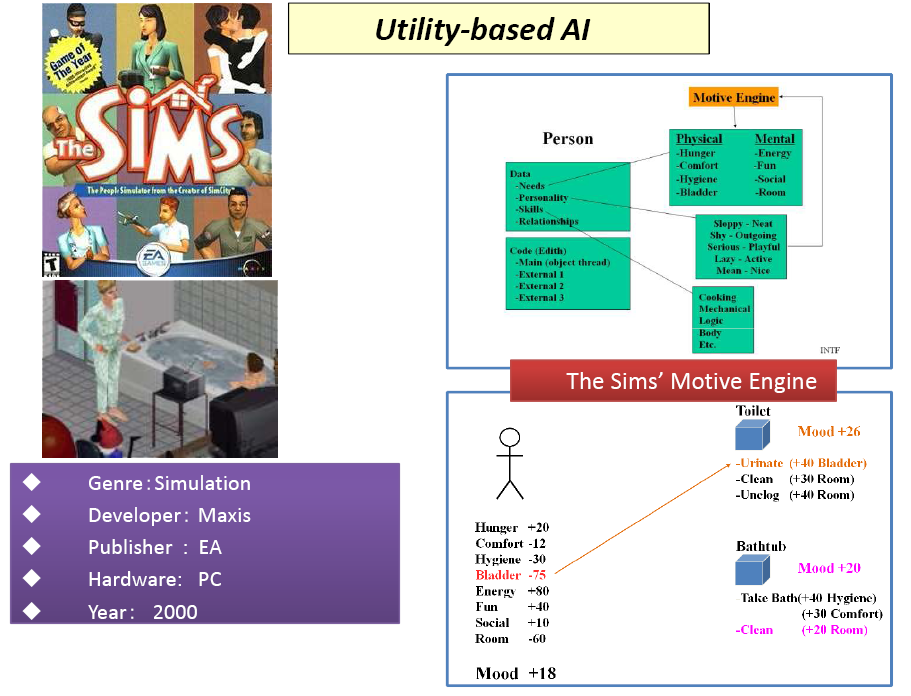 Utility-based AI
Game of
The Year
The Sims
The People Simulator from the Creator of SimCity™
EA
GAMES
T
MAXIS
Genre : Simulation
Developer : Maxis
Publisher : EA
Hardware: PC
Year : 2000
Motive Engine
Person
Physical Mental
-Hunger -Energy
-Comfort -Fun
-Hygiene -Social
-Bladder -Room
Data
-Needs
-Personality
-Skills
-Relationships
Sloppy - Neat
Shy - Outgoing
Serious - Playful
Lazy - Active
Mean - Nice
Code (Edith)
-Main (object thread)
-External 1
-External 2
-External 3
Cooking
Mechanical
Logic
Body
Etc.
INTF
The Sims’ Motive Engine
Toilet
Mood +26
-Urinate (+40 Bladder)
-Clean (+30 Room)
-Unclog (+40 Room)
Hunger +20
Comfort -12
Hygiene -30
Bladder -75
Energy +80
Fun +40
Social +10
Room -60
Mood +18
Bathtub
Mood +20
-Take Bath(+40 Hygiene)
(+30 Comfort)
-Clean (+20 Room)